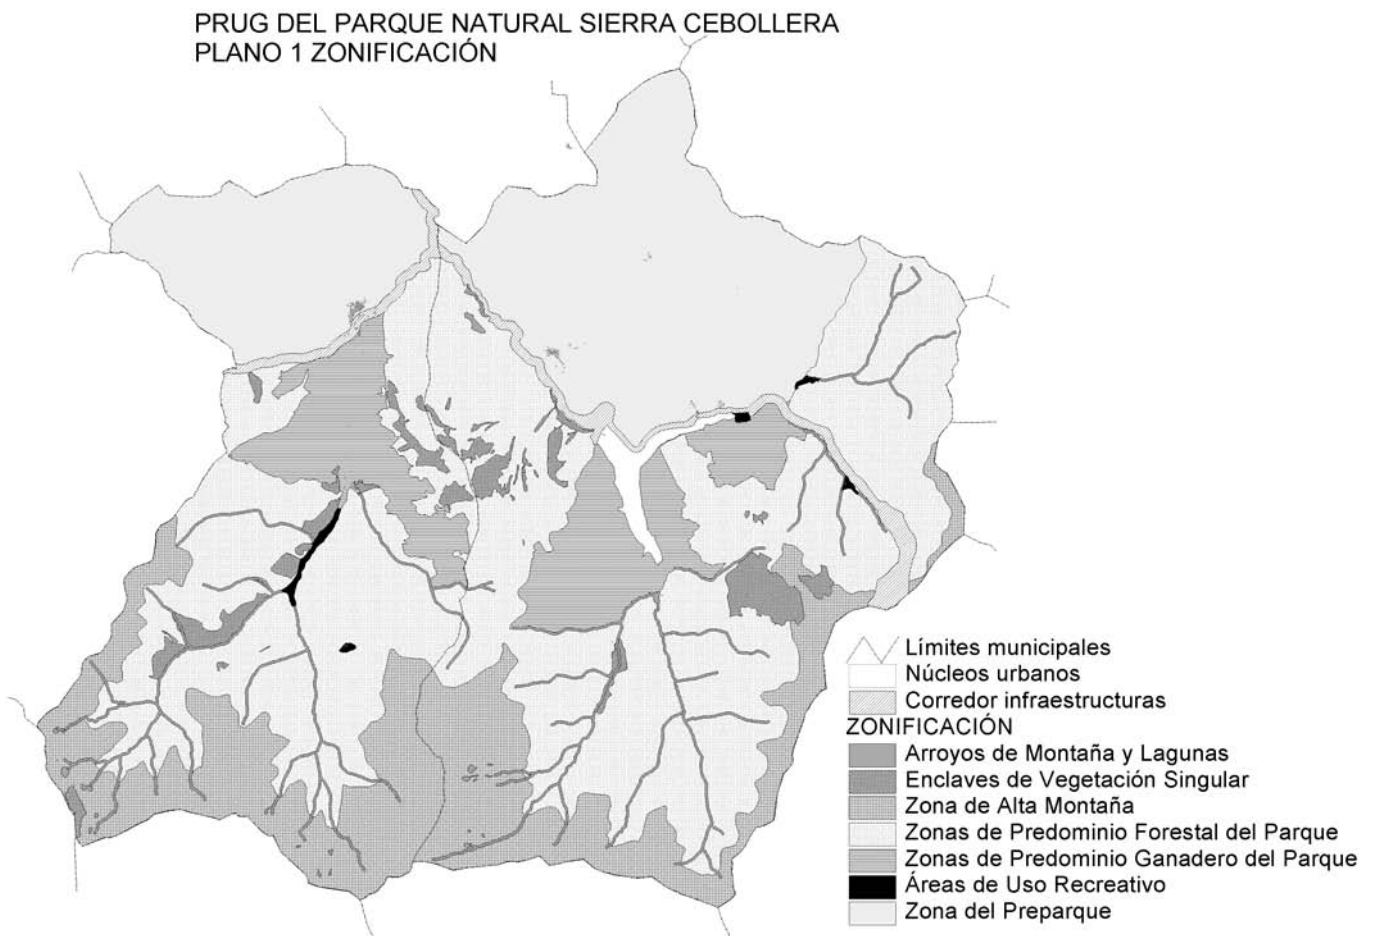 PRUG DEL PARQUE NATURAL SIERRA CEBOLLERA
PLANO 1 ZONIFICACIÓN
Límites municipales
Núcleos urbanos
Corredor infraestructuras
ZONIFICACIÓN
Arroyos de Montaña y Lagunas
Enclaves de Vegetación Singular
Zona de Alta Montaña
Zonas de Predominio Forestal del Parque
Zonas de Predominio Ganadero del Parque
Áreas de Uso Recreativo
Zona del Preparque